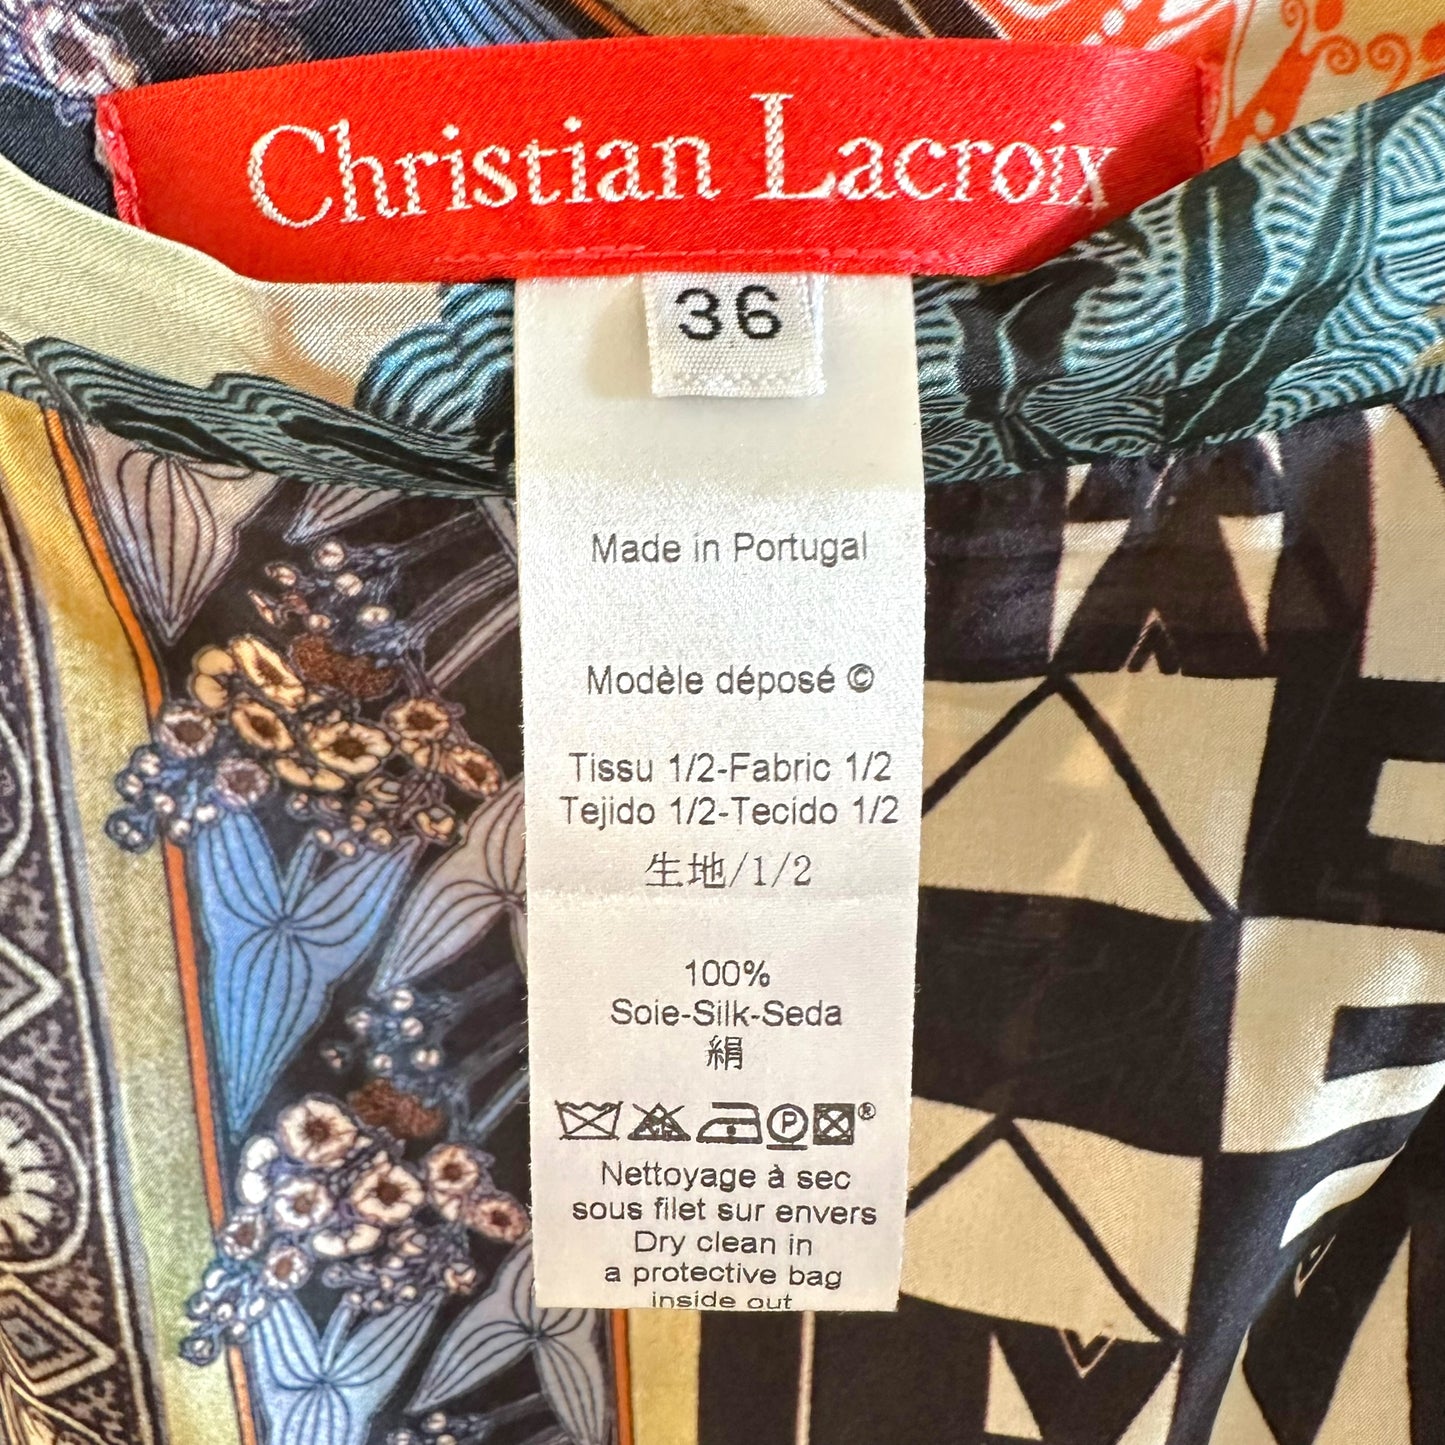 Christian Lacroix
36
Made in Portugal
Modèle déposé ©
Tissu 1/2-Fabric 1/2
Tejido 1/2-Tecido 1/2
生地/1/2
100%
Soie-Silk-Seda
絹
P ®
Nettoyage à sec
sous filet sur envers
Dry clean in
a protective bag
inside out